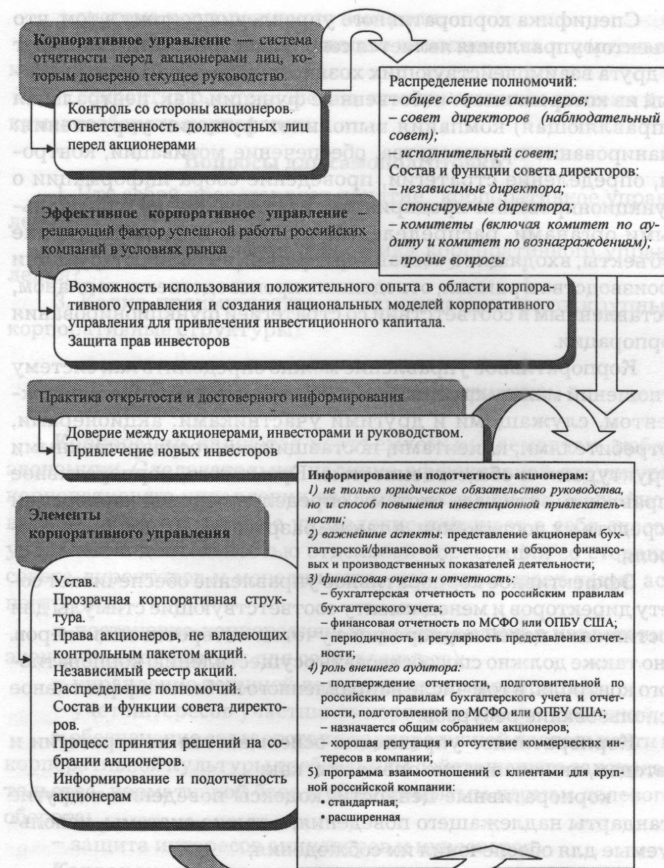 Корпоративное управление — система
отчетности перед акционерами лиц, ко-
торым доверено текущее руководство.
Контроль со стороны акционеров.
Ответственность должностных лиц
перед акционерами
Распределение полномочий:
– общее собрание акционеров;
– совет директоров (наблюдательный
совет);
– исполнительный совет;
Состав и функции совета директоров:
– независимые директора;
– спонсируемые директора;
– комитеты (включая комитеты по ау-
диту и комитет по вознаграждениям);
– прочие вопросы
Эффективное корпоративное управление –
решающий фактор успешной работы российских
компаний в условиях рынка
Возможность использования положительного опыта в области корпора-
тивного управления и создания национальных моделей корпоративного
управления для привлечения инвестиционного капитала.
Защита прав инвесторов
Практика открытости и достоверного информирования
Доверие между акционерами, инвесторами и руководством.
Привлечение новых инвесторов
Элементы
корпоративного управления
Устав.
Прозрачная корпоративная струк-
тура.
Права акционеров, не владеющих
контрольным пакетом акций.
Независимый реестр акций.
Распределение полномочий.
Состав и функции совета директо-
ров.
Процесс принятия решений на со-
брании акционеров.
Информирование и подотчетность
акционерам
Информирование и подотчетность акционерам:
1) не только юридическое обязательство руководства,
но и способ повышения инвестиционной привлекатель-
ности;
2) важнейшие аспекты: представление акционерам бух-
галтерской/финансовой отчетности и обзоров финансо-
вых и производственных показателей деятельности;
3) финансовая оценка и отчетность:
– бухгалтерская отчетность по российским правилам
бухгалтерского учета,
– финансовая отчетность по МСФО или ОПБУ США;
– периодичность и регулярность представления отчет-
ности;
4) роль внешнего аудитора:
– подтверждение отчетности, подготовительной по
российским правилам бухгалтерского учета, и отчет-
ности, подготовленной по МСФО или ОПБУ США;
– назначается общим собранием акционеров;
– хорошая репутация и отсутствие коммерческих ин-
тересов в компании;
5) программа взаимоотношений с клиентами для круп-
ной российской компании:
• стандартная;
• расширенная